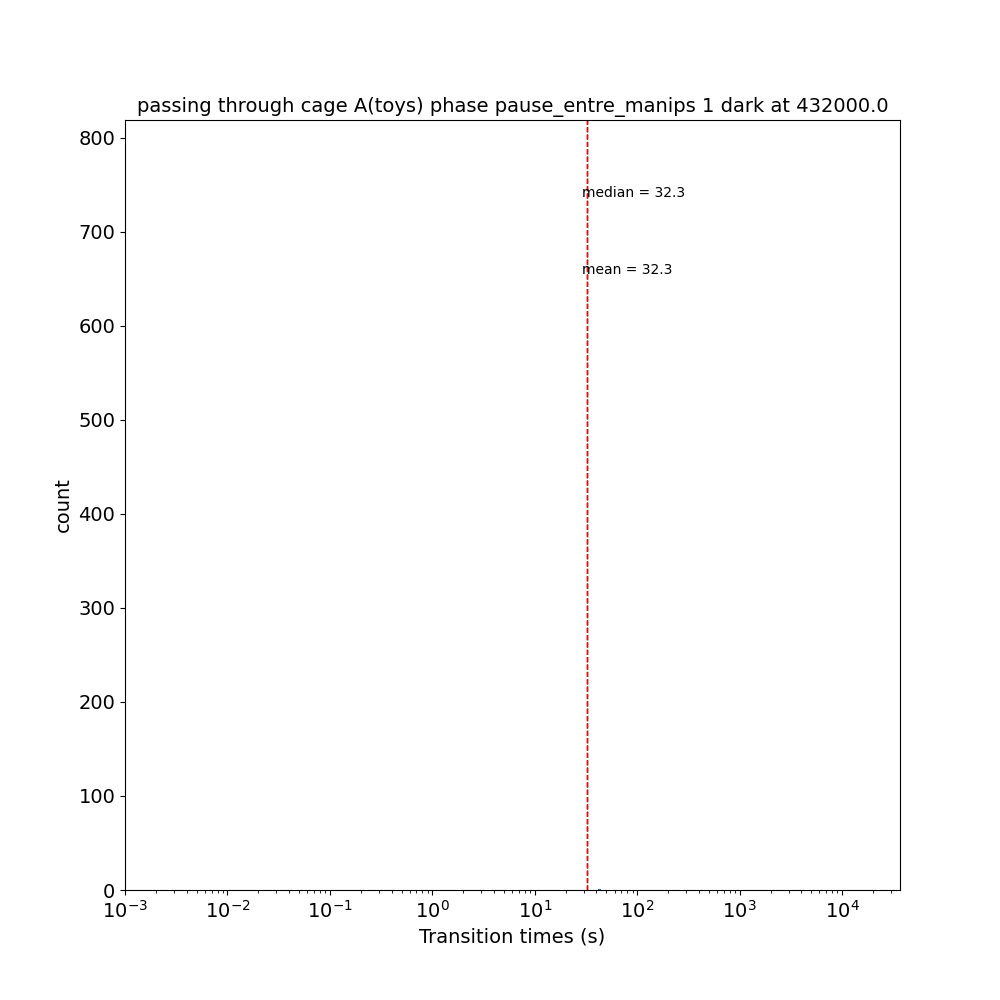 passing through cage A(toys) phase pause_entre_manips 1 dark at 432000.0
800
median = 32.3
700
mean = 32.3
600
500
400
300
200
100
0
count
10⁻³ 10⁻² 10⁻¹ 10⁰ 10¹ 10² 10³ 10⁴
Transition times (s)